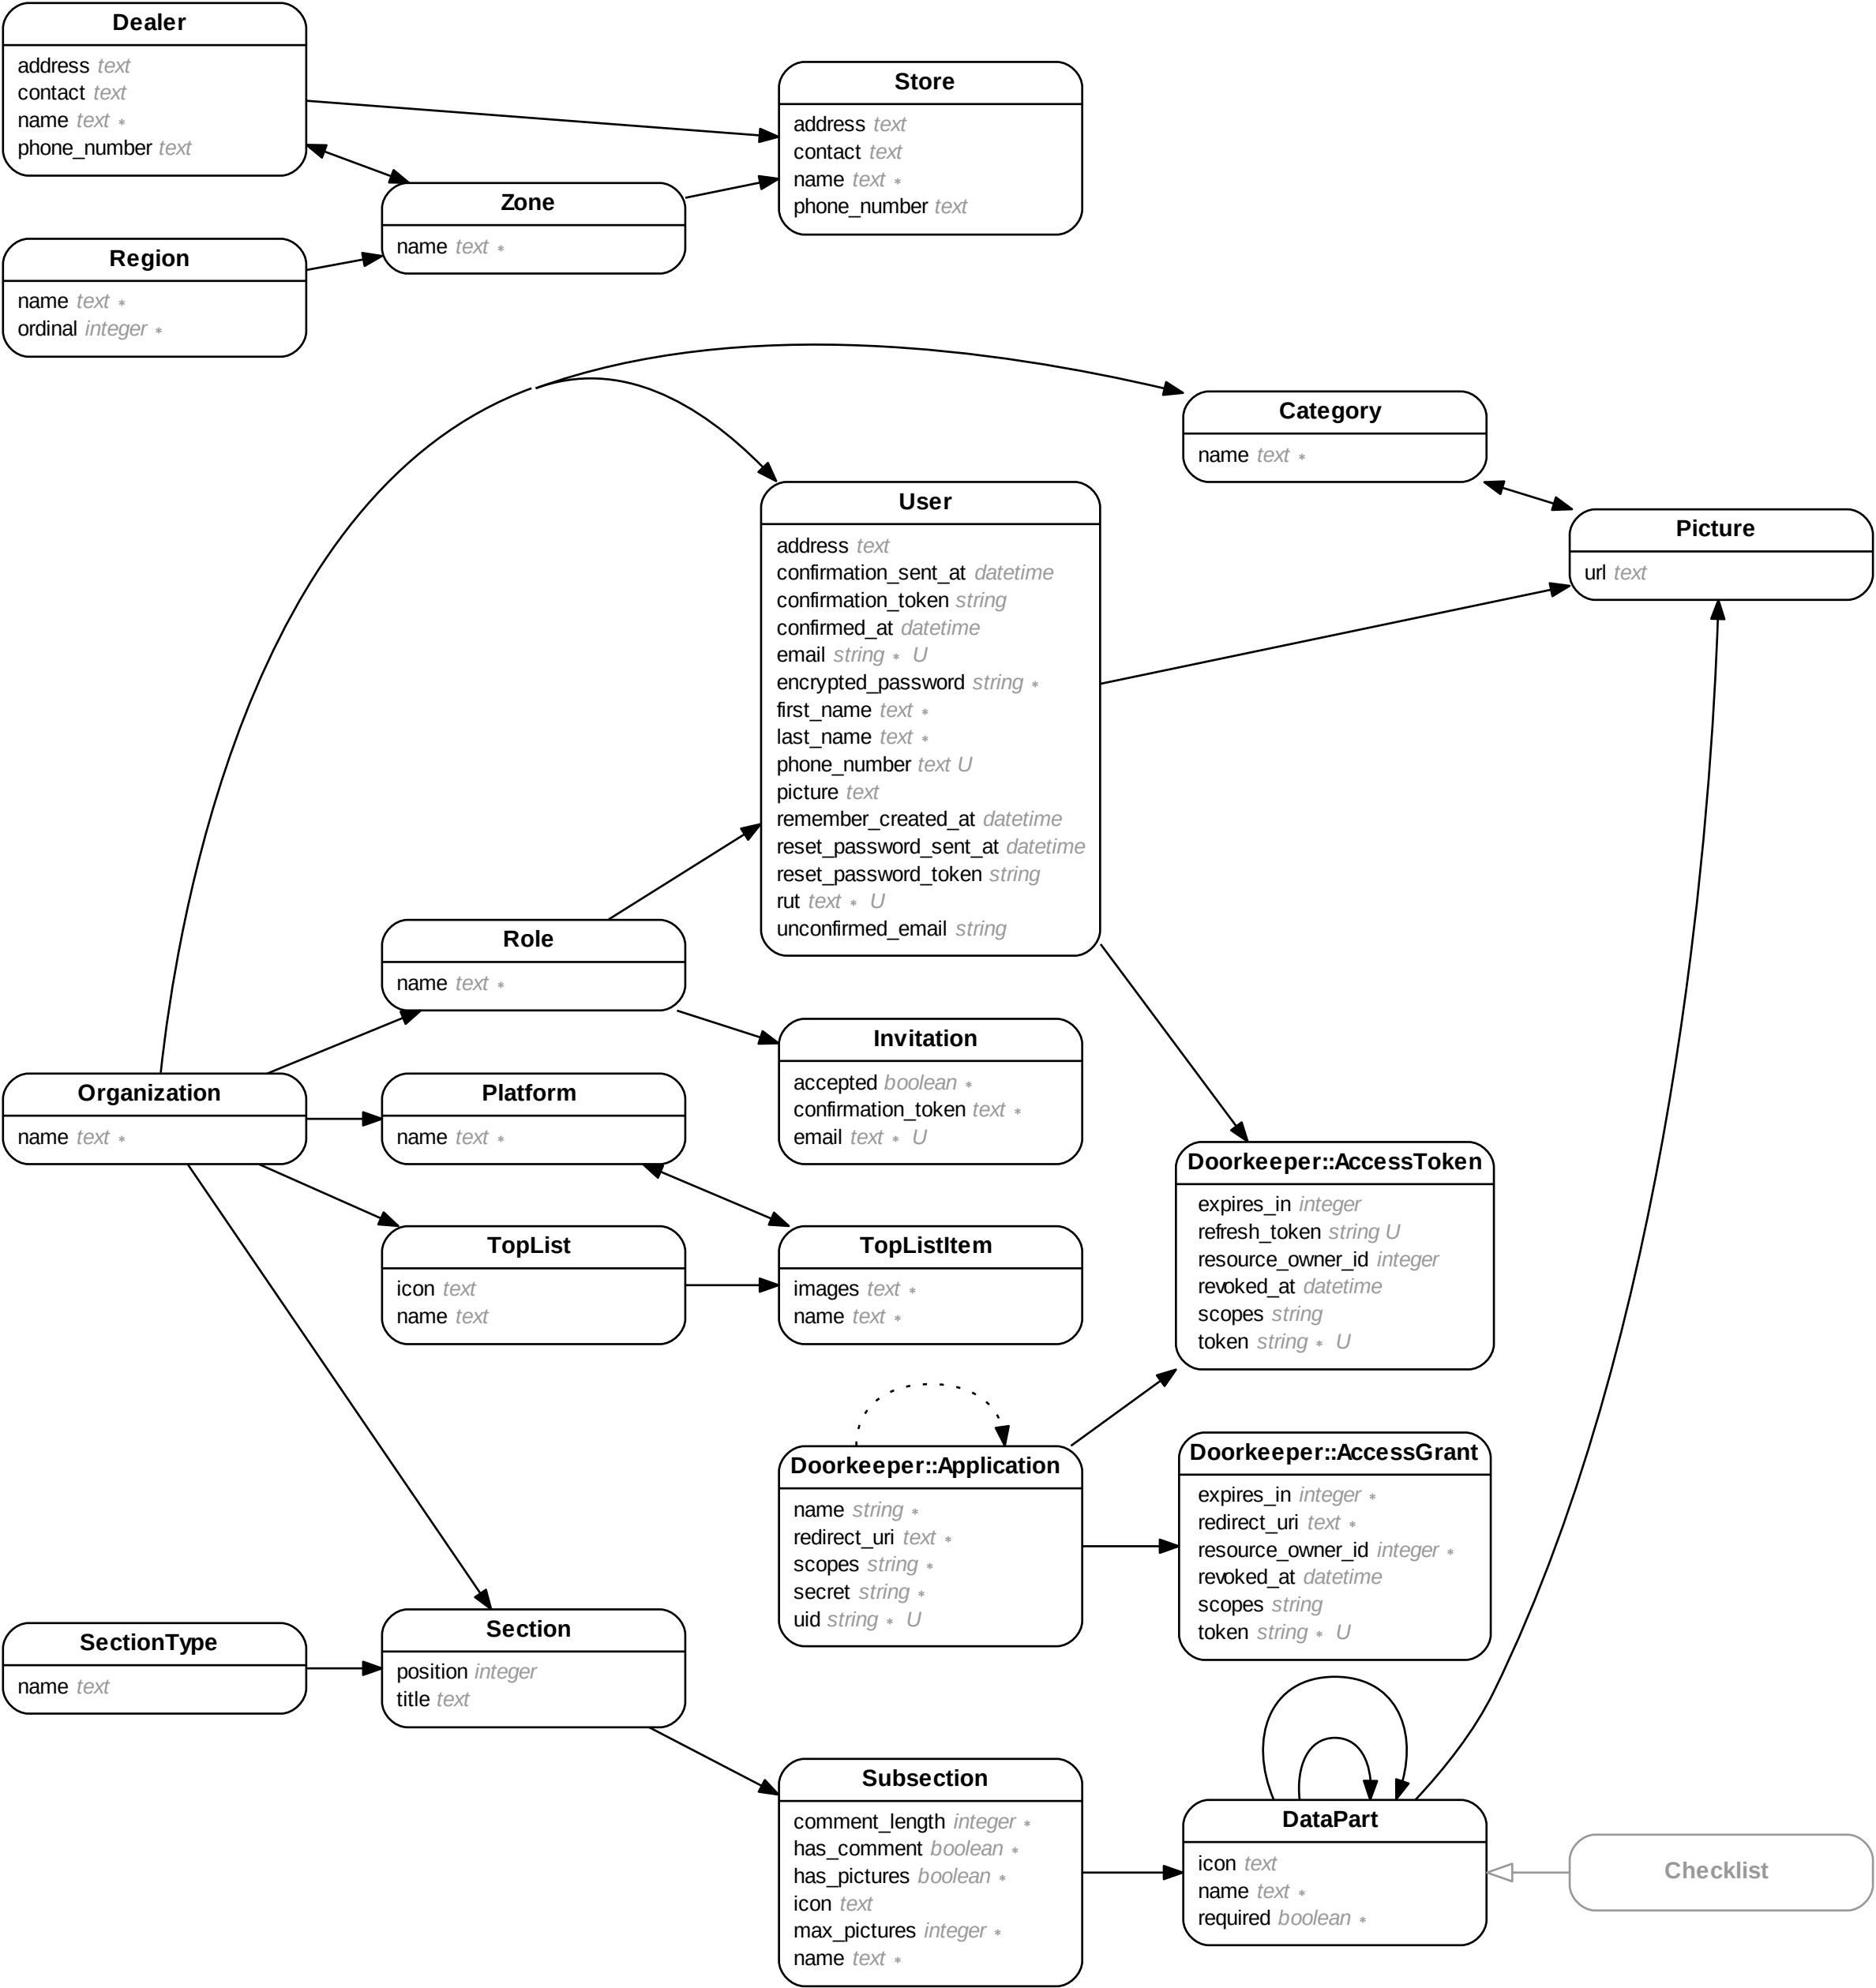 Dealer
address text
contact text
name text *
phone_number text
Store
address text
contact text
name text *
phone_number text
Zone
name text *
Region
name text *
ordinal integer *
Category
name text *
User
address text
confirmation_sent_at datetime
confirmation_token string
confirmed_at datetime
email string * U
encrypted_password string *
first_name text *
last_name text *
phone_number text U
picture text
remember_created_at datetime
reset_password_sent_at datetime
reset_password_token string
rut text * U
unconfirmed_email string
Picture
url text
Role
name text *
Invitation
accepted boolean *
confirmation_token text *
email text * U
Organization
name text *
Platform
name text *
Doorkeeper::AccessToken
expires_in integer
refresh_token string U
resource_owner_id integer
revoked_at datetime
scopes string
token string * U
TopList
icon text
name text
TopListItem
images text *
name text *
Doorkeeper::Application
name string *
redirect_uri text *
scopes string *
secret string *
uid string * U
Doorkeeper::AccessGrant
expires_in integer *
redirect_uri text *
resource_owner_id integer *
revoked_at datetime
scopes string
token string * U
SectionType
name text
Section
position integer
title text
Subsection
comment_length integer *
has_comment boolean *
has_pictures boolean *
icon text
max_pictures integer *
name text *
DataPart
icon text
name text *
required boolean *
Checklist